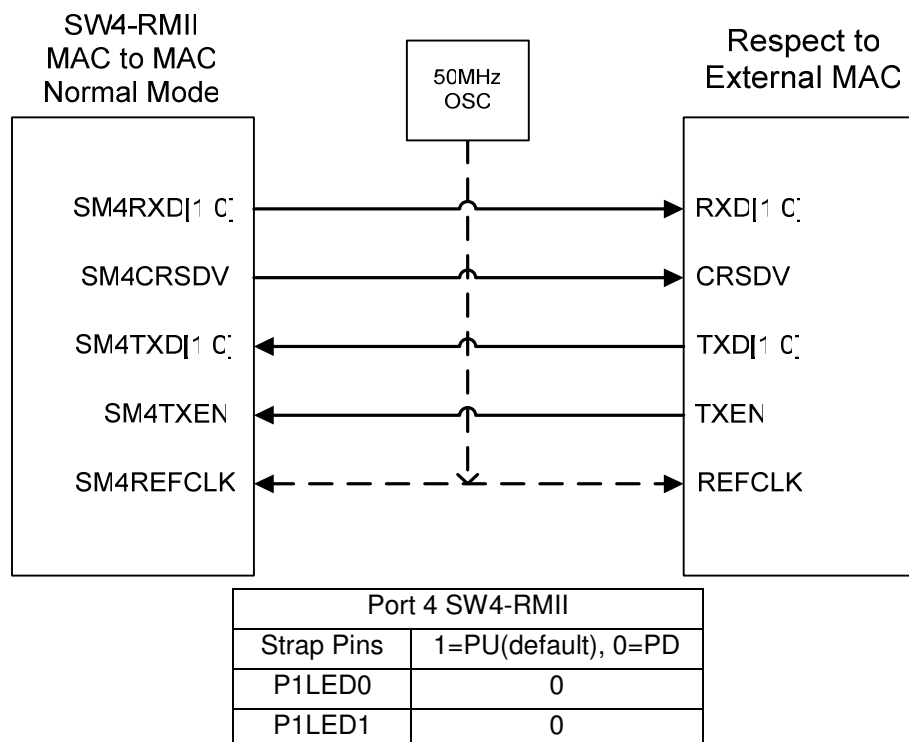 SW4-RMII
MAC to MAC
Normal Mode
50MHz
OSC
Respect to
External MAC
SM4RXD[1 0]
RXD[1 0]
SM4CRSDV
CRSDV
SM4TXD[1 0]
TXD[1 0]
SM4TXEN
TXEN
SM4REFCLK
REFCLK
Port 4 SW4-RMII
Strap Pins 1=PU(default), 0=PD
P1LED0 0
P1LED1 0